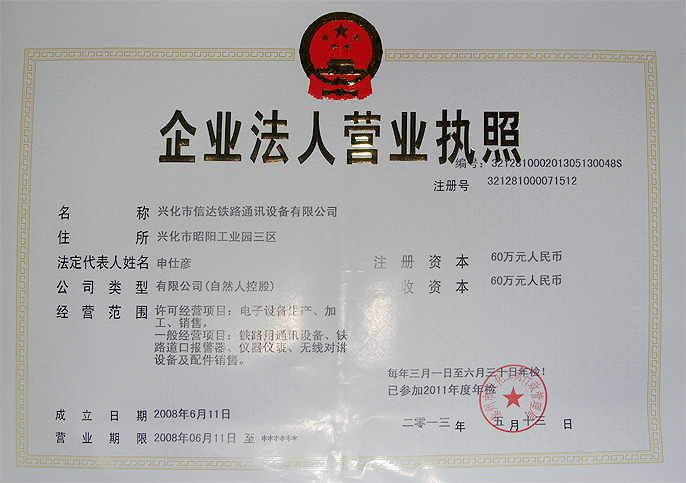 企业法人营业执照
编号：321281000201305130048S
注册号 321281000071512
名称 兴化市信达铁路通讯设备有限公司
住所 兴化市昭阳工业园三区
法定代表人姓名 申仕彦 注册资本 60万元人民币
公司类型 有限公司(自然人控股) 收资本 60万元人民币
经营范围 许可经营项目：电子设备生产、加
工、销售，
一般经营项目：铁路用通讯设备、铁
路道口报警器、仪器仪表、无线对讲
设备及配件销售。
每年三月一日至六月三十日年检！
已参加2011年度年检
成立日期 2008年6月11日
二零一三年 五月十三日
营业期限 2008年06月11日 至 ******